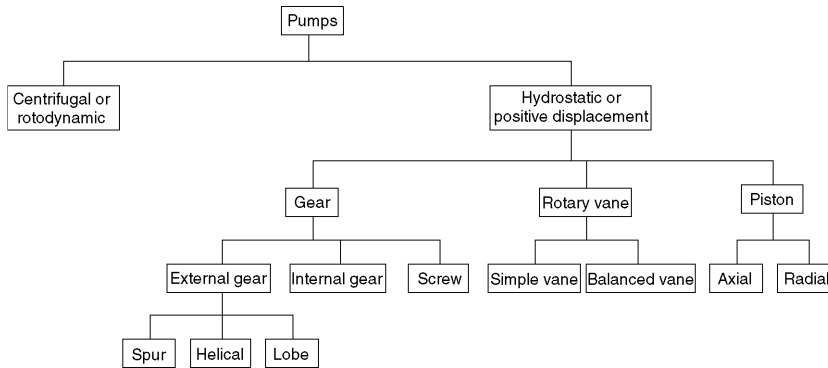 Pumps
Centrifugal or
rotodynamic
Hydrostatic or
positive displacement
Gear
Rotary vane
Piston
External gear
Internal gear
Screw
Simple vane
Balanced vane
Axial
Radial
Spur
Helical
Lobe